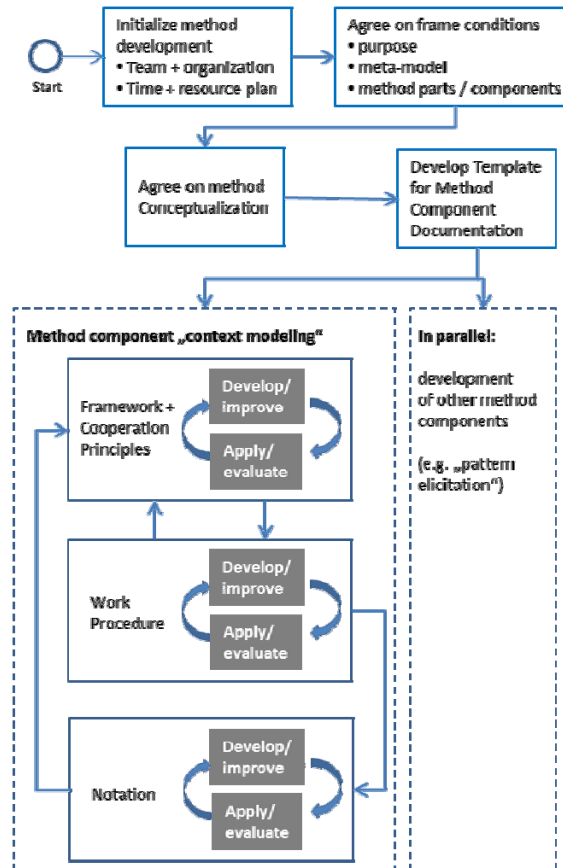 Start
Initialize method
development
• Team + organization
• Time + resource plan
Agree on frame conditions
• purpose
• meta-model
• method parts / components
Agree on method
Conceptualization
Develop Template
for Method
Component
Documentation
Method component „context modeling“
Framework +
Cooperation
Principles
Develop/
improve
Apply/
evaluate
Work
Procedure
Develop/
improve
Apply/
evaluate
Notation
Develop/
improve
Apply/
evaluate
In parallel:
development
of other method
components
(e.g. „pattern
elicitation“)